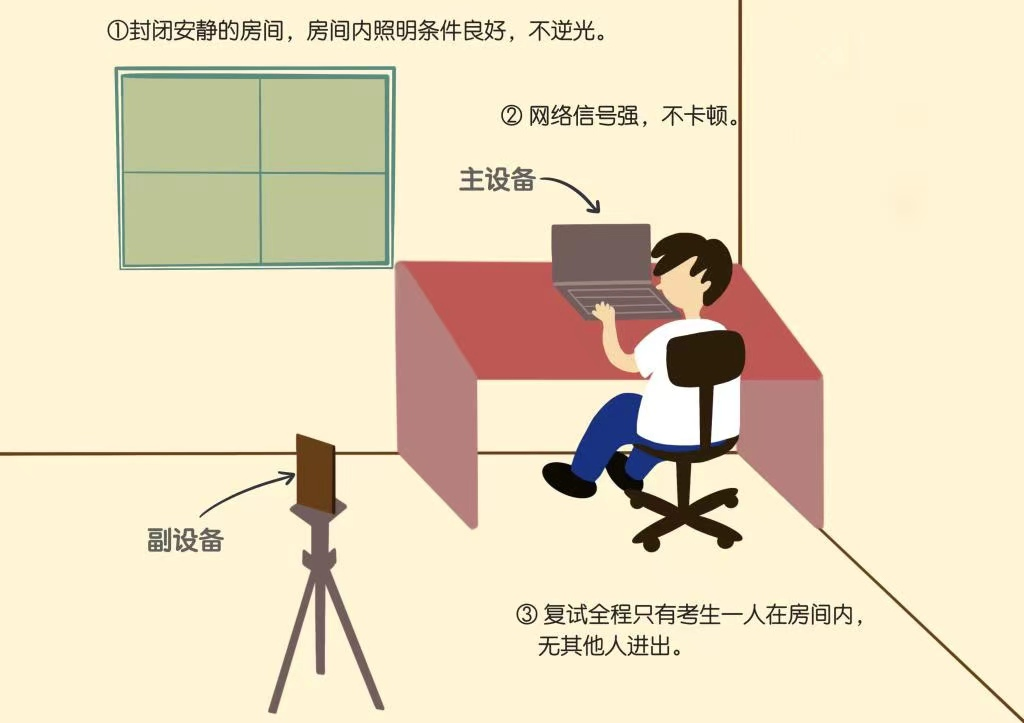 ①封闭安静的房间，房间内照明条件良好，不逆光。
② 网络信号强，不卡顿。
主设备
副设备
③ 复试全程只有考生一人在房间内，
无其他人进出。